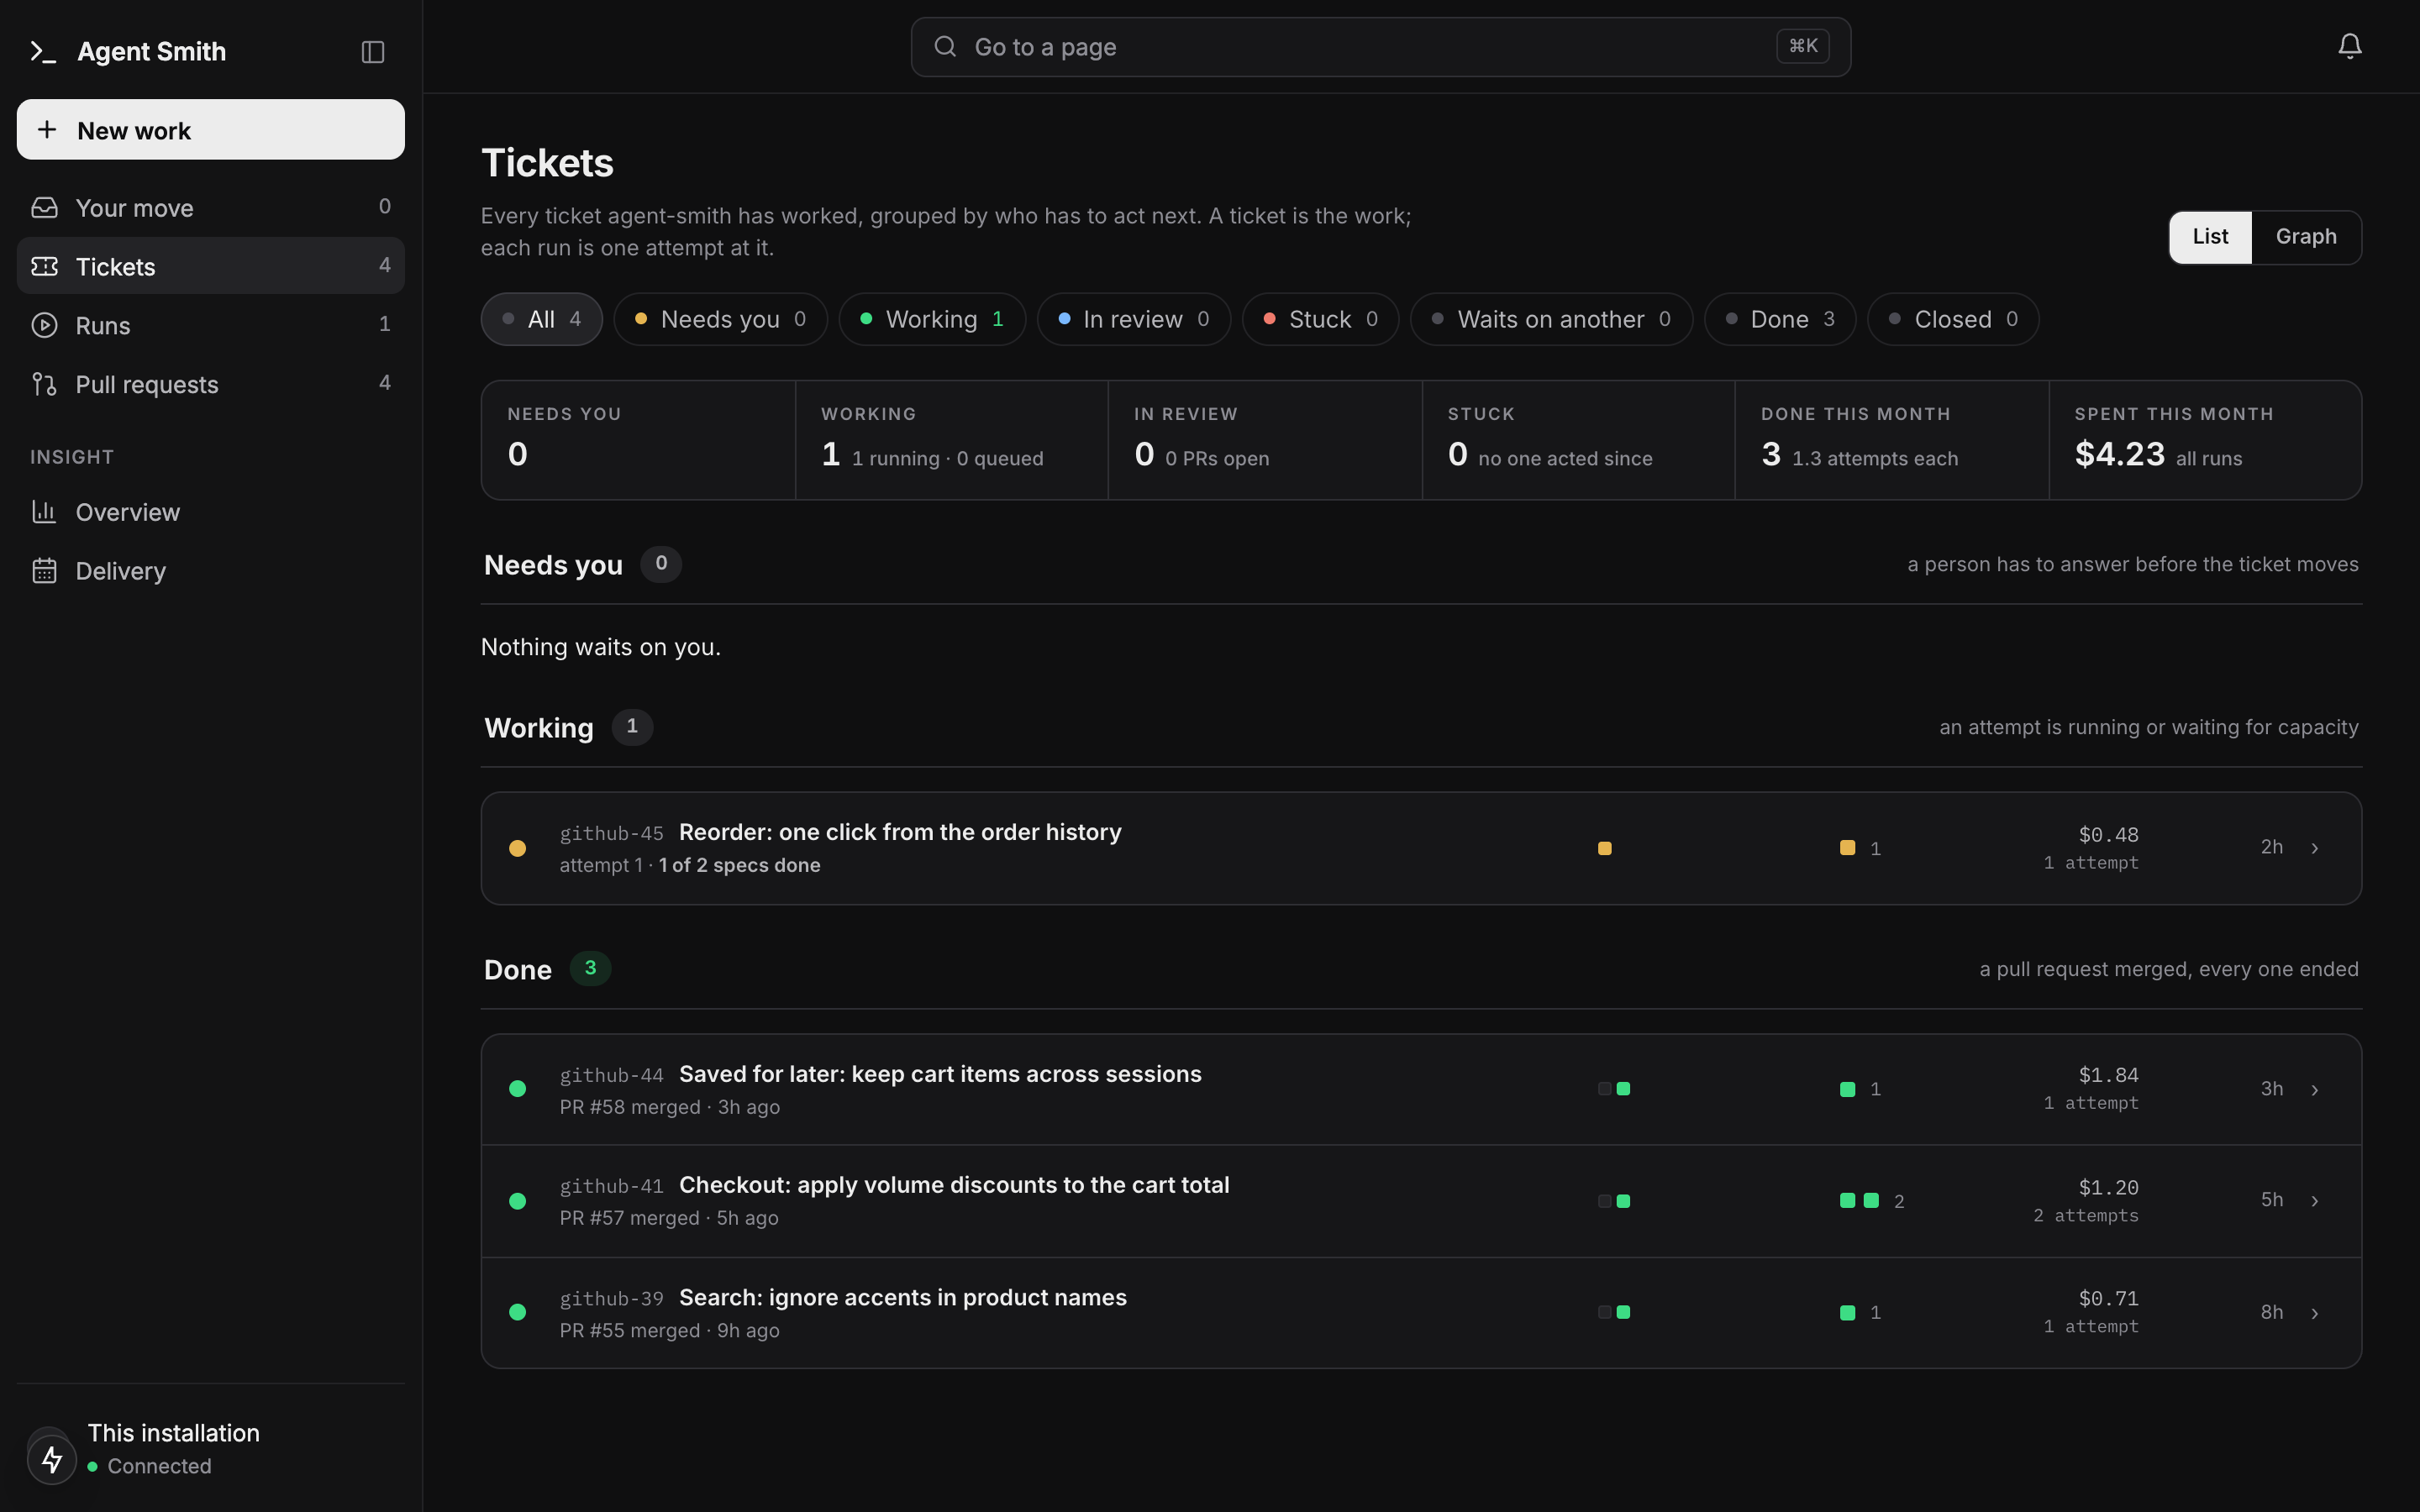 Agent Smith
Go to a page ⌘K
New work
Your move 0
Tickets 4
Runs 1
Pull requests 4
INSIGHT
Overview
Delivery
This installation
Connected
Tickets
Every ticket agent-smith has worked, grouped by who has to act next. A ticket is the work;
each run is one attempt at it.
List Graph
All 4 Needs you 0 Working 1 In review 0 Stuck 0 Waits on another 0 Done 3 Closed 0
NEEDS YOU
0
WORKING
1 1 running · 0 queued
IN REVIEW
0 0 PRs open
STUCK
0 no one acted since
DONE THIS MONTH
3 1.3 attempts each
SPENT THIS MONTH
$4.23 all runs
Needs you 0 a person has to answer before the ticket moves
Nothing waits on you.
Working 1 an attempt is running or waiting for capacity
github-45 Reorder: one click from the order history
attempt 1 · 1 of 2 specs done
1
$0.48
1 attempt
2h
Done 3 a pull request merged, every one ended
github-44 Saved for later: keep cart items across sessions
PR #58 merged · 3h ago
1
$1.84
1 attempt
3h
github-41 Checkout: apply volume discounts to the cart total
PR #57 merged · 5h ago
2
$1.20
2 attempts
5h
github-39 Search: ignore accents in product names
PR #55 merged · 9h ago
1
$0.71
1 attempt
8h